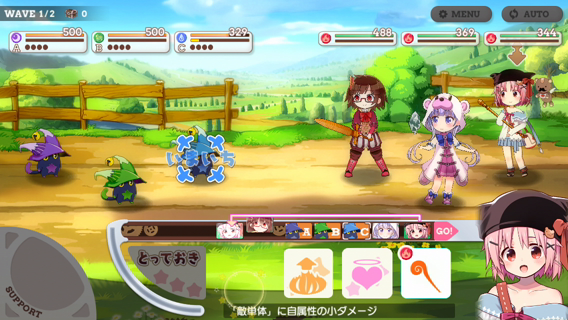 WAVE 1/2 0
MENU
AUTO
500
500
329
488
369
344
A
B
C
いまいち
A
B
C
GO!
とっておき
SUPPORT
「敵単体」に自属性の小ダメージ